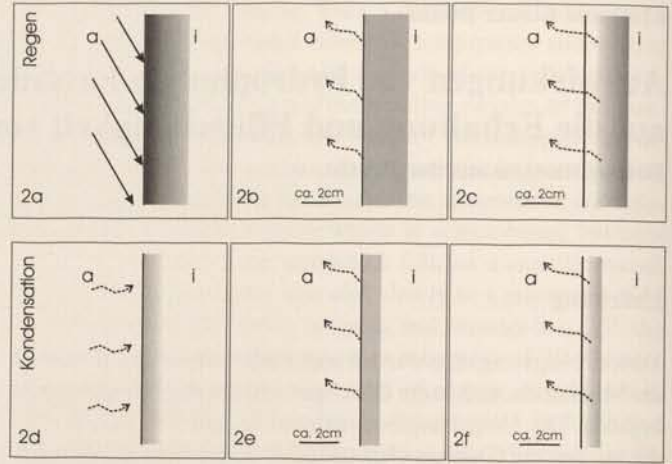 Regen
a i
2a
a i
ca. 2cm
2b
a i
ca. 2cm
2c
Kondensation
a i
2d
a i
ca. 2cm
2e
a i
ca. 2cm
2f